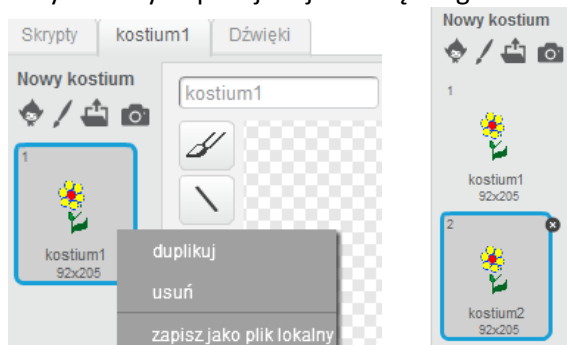 Skrypty kostium1 Dźwięki
Nowy kostium
kostium1
1
kostium1
92x205
duplikuj
usuń
zapisz jako plik lokalny
Nowy kostium
1
kostium1
92x205
2
kostium2
92x205